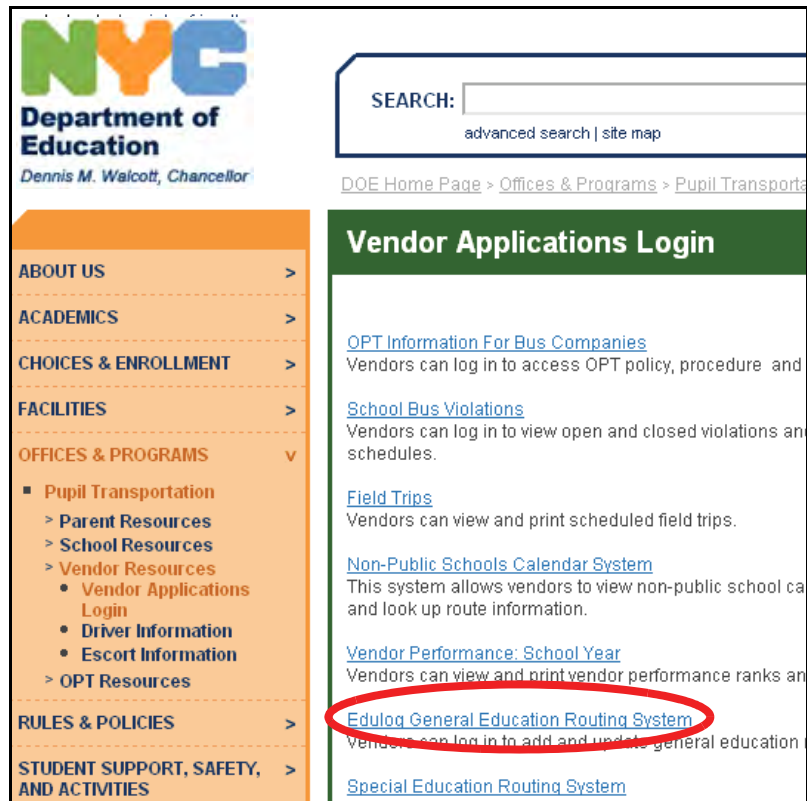 NYC
Department of
Education
Dennis M. Walcott, Chancellor
SEARCH:
advanced search | site map
DOE Home Page > Offices & Programs > Pupil Transporta
ABOUT US >
ACADEMICS >
CHOICES & ENROLLMENT >
FACILITIES >
OFFICES & PROGRAMS v
Pupil Transportation
> Parent Resources
> School Resources
> Vendor Resources
• Vendor Applications
Login
• Driver Information
• Escort Information
> OPT Resources
RULES & POLICIES >
STUDENT SUPPORT, SAFETY, >
AND ACTIVITIES
Vendor Applications Login
OPT Information For Bus Companies
Vendors can log in to access OPT policy, procedure and
School Bus Violations
Vendors can log in to view open and closed violations and
schedules.
Field Trips
Vendors can view and print scheduled field trips.
Non-Public Schools Calendar System
This system allows vendors to view non-public school ca
and look up route information.
Vendor Performance: School Year
Vendors can view and print vendor performance ranks an
Edulog General Education Routing System
Vendors can log in to add and update general education
Special Education Routing System